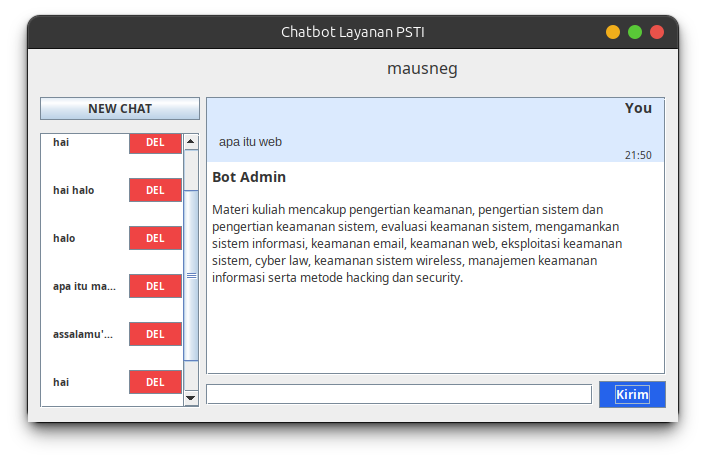 Chatbot Layanan PSTI
mausneg
NEW CHAT
hai DEL
hai halo DEL
halo DEL
apa itu ma... DEL
assalamu'... DEL
hai DEL
You
apa itu web
21:50
Bot Admin
Materi kuliah mencakup pengertian keamanan, pengertian sistem dan
pengertian keamanan sistem, evaluasi keamanan sistem, mengamankan
sistem informasi, keamanan email, keamanan web, eksploitasi keamanan
sistem, cyber law, keamanan sistem wireless, manajemen keamanan
informasi serta metode hacking dan security.
Kirim